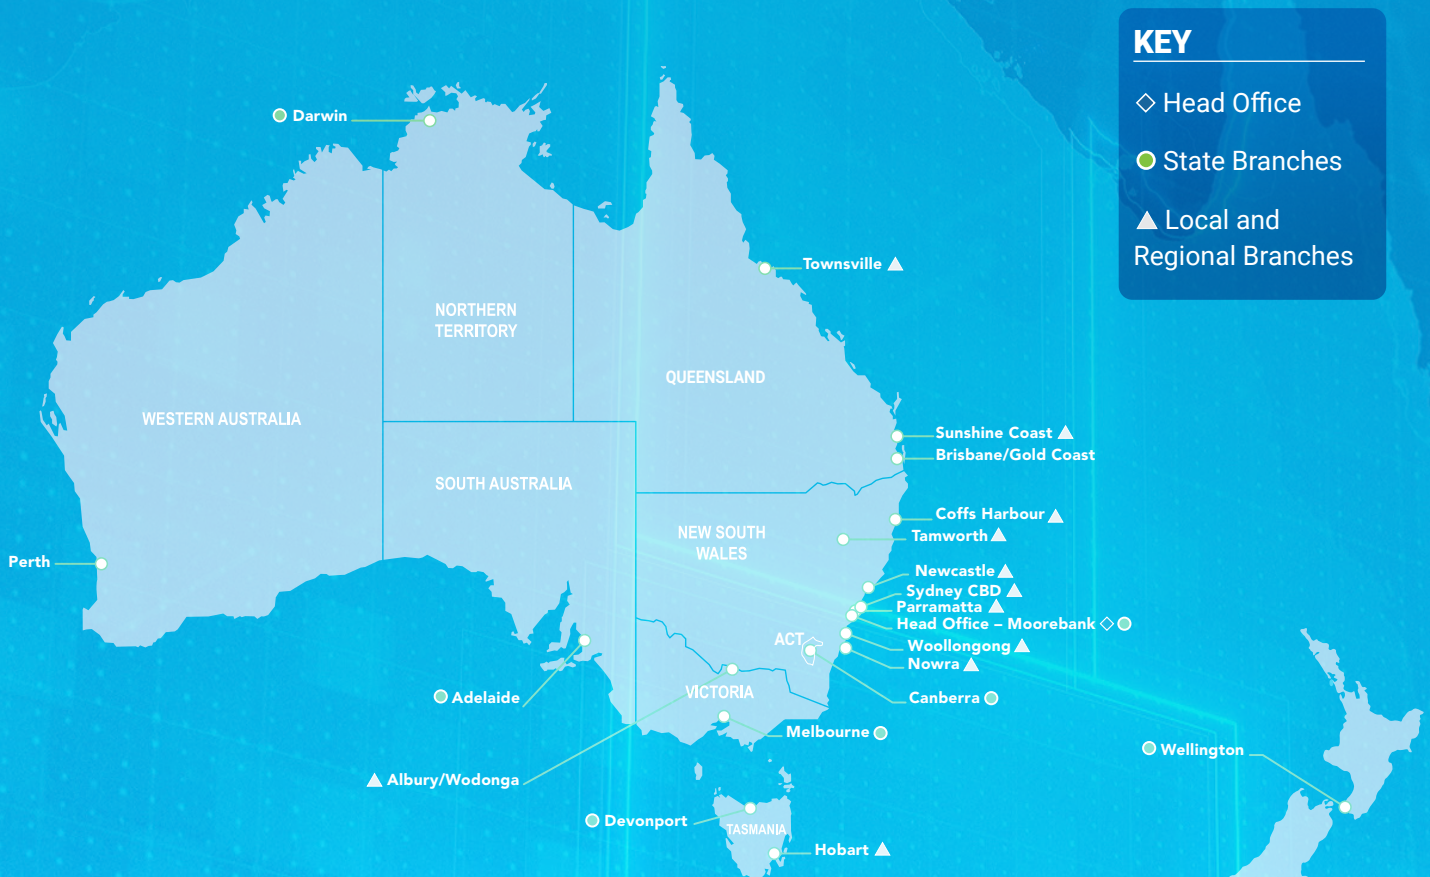 KEY
Head Office
State Branches
Local and
Regional Branches
Darwin
Townsville
NORTHERN
TERRITORY
QUEENSLAND
WESTERN AUSTRALIA
Sunshine Coast
Brisbane/Gold Coast
SOUTH AUSTRALIA
Coffs Harbour
NEW SOUTH
WALES
Tamworth
Perth
Newcastle
Sydney CBD
Parramatta
Head Office – Moorebank
ACT
Woollongong
Nowra
VICTORIA
Adelaide
Canberra
Melbourne
Wellington
Albury/Wodonga
Devonport
TASMANIA
Hobart